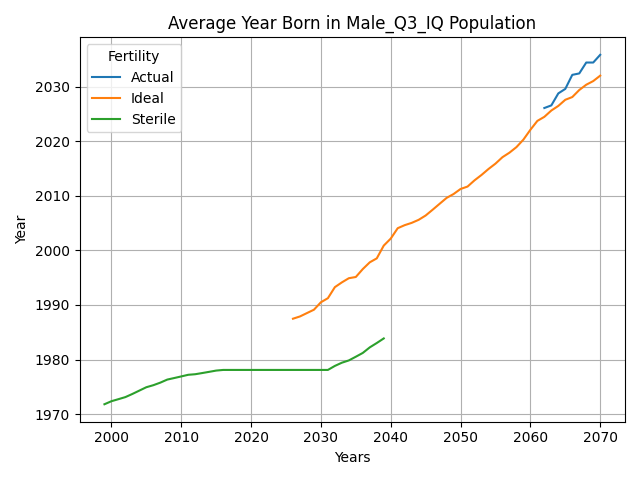 Average Year Born in Male_Q3_IQ Population
Fertility
Actual
Ideal
Sterile
Year
2030
2020
2010
2000
1990
1980
1970
2000 2010 2020 2030 2040 2050 2060 2070
Years